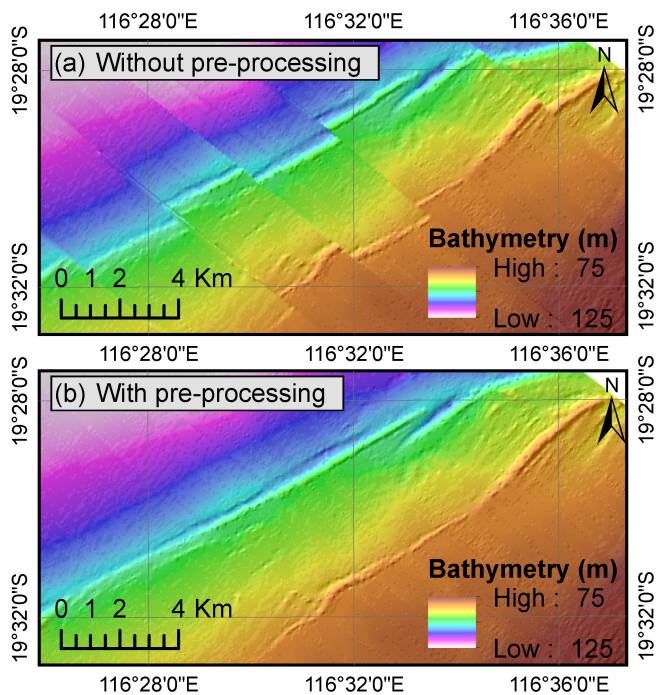 116°28'0"E 116°32'0"E 116°36'0"E
(a) Without pre-processing
N
19°28'0"S 19°28'0"S
19°32'0"S 19°32'0"S
Bathymetry (m)
High : 75
Low : 125
0 1 2 4 Km
116°28'0"E 116°32'0"E 116°36'0"E
(b) With pre-processing
N
19°28'0"S 19°28'0"S
19°32'0"S 19°32'0"S
Bathymetry (m)
High : 75
Low : 125
0 1 2 4 Km
116°28'0"E 116°32'0"E 116°36'0"E